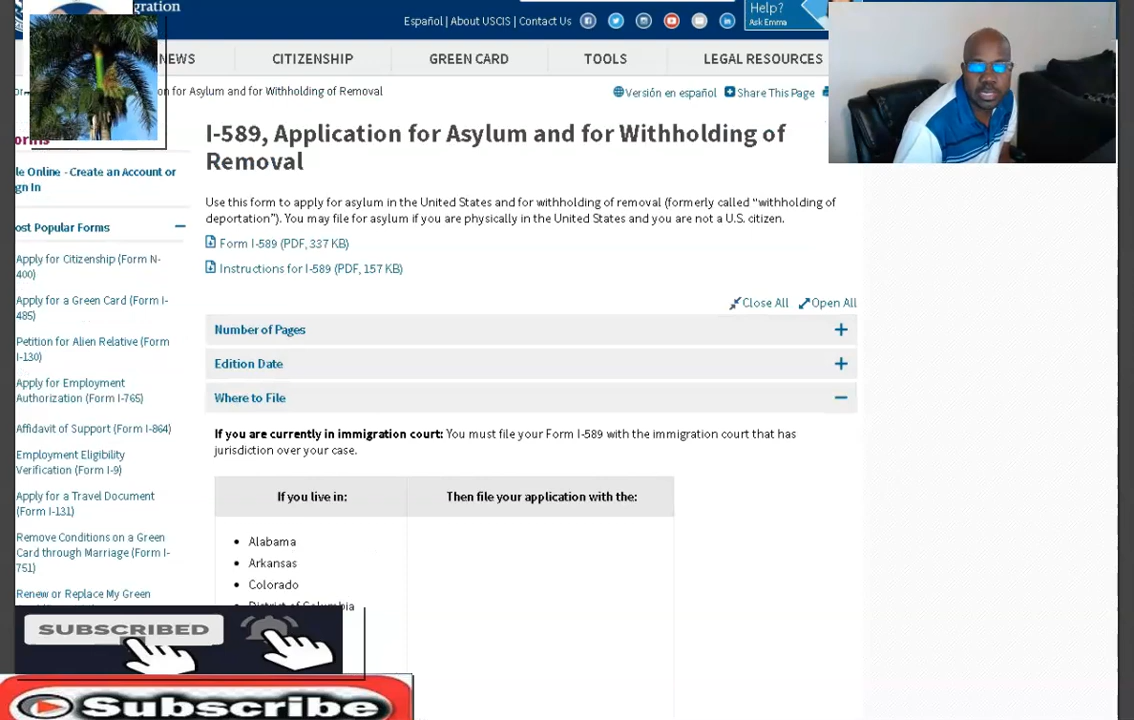 gration
Español | About USCIS | Contact Us
Help?
Ask Emma
NEWS
CITIZENSHIP
GREEN CARD
TOOLS
LEGAL RESOURCES
for Asylum and for Withholding of Removal
Versión en español
Share This Page
I-589, Application for Asylum and for Withholding of
Removal
Use this form to apply for asylum in the United States and for withholding of removal (formerly called “withholding of
deportation”). You may file for asylum if you are physically in the United States and you are not a U.S. citizen.
Form I-589 (PDF, 337 KB)
Instructions for I-589 (PDF, 157 KB)
Close All
Open All
Number of Pages
Edition Date
Where to File
If you are currently in immigration court: You must file your Form I-589 with the immigration court that has
jurisdiction over your case.
If you live in:
Then file your application with the:
Alabama
Arkansas
Colorado
District of Columbia
orms
le Online - Create an Account or
gn In
ost Popular Forms
Apply for Citizenship (Form N-
400)
Apply for a Green Card (Form I-
485)
Petition for Alien Relative (Form
I-130)
Apply for Employment
Authorization (Form I-765)
Affidavit of Support (Form I-864)
Employment Eligibility
Verification (Form I-9)
Apply for a Travel Document
(Form I-131)
Remove Conditions on a Green
Card through Marriage (Form I-
751)
Renew or Replace My Green
SUBSCRIBED
Subscribe